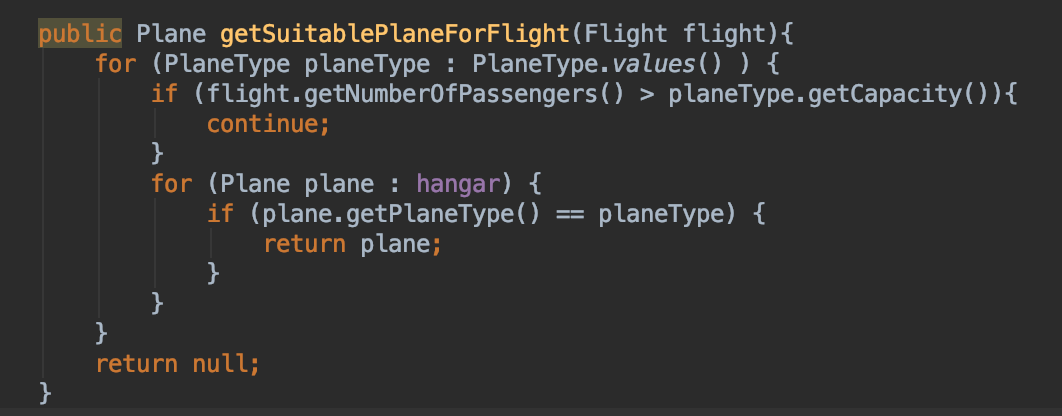 public Plane getSuitablePlaneForFlight(Flight flight){
    for (PlaneType planeType : PlaneType.values() ) {
        if (flight.getNumberOfPassengers() > planeType.getCapacity()){
            continue;
        }
        for (Plane plane : hangar) {
            if (plane.getPlaneType() == planeType) {
                return plane;
            }
        }
    }
    return null;
}